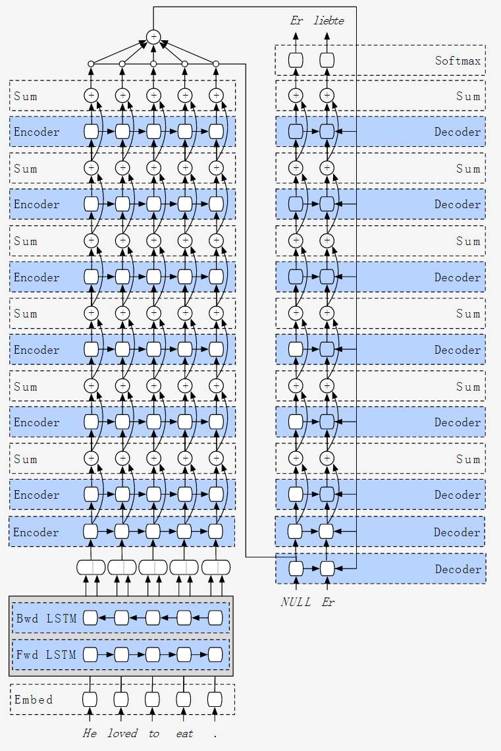 Er liebte
Softmax
Sum
Sum
Encoder
Decoder
Sum
Sum
Encoder
Decoder
Sum
Sum
Encoder
Decoder
Sum
Sum
Encoder
Decoder
Sum
Sum
Encoder
Decoder
Sum
Sum
Encoder
Decoder
Encoder
Decoder
Decoder
NULL Er
Bwd LSTM
Fwd LSTM
Embed
He loved to eat .